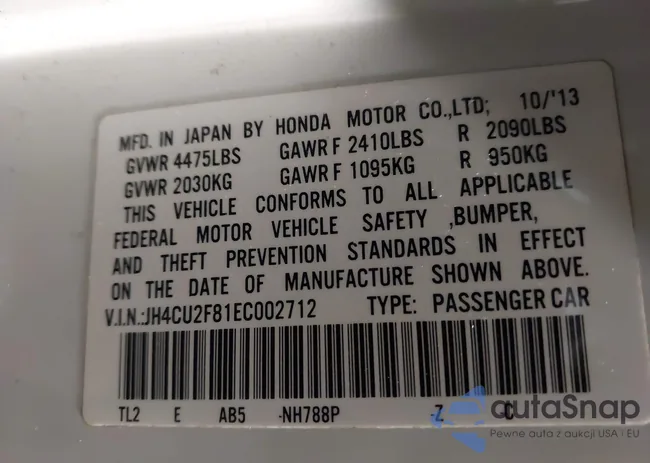 MFD. IN JAPAN BY HONDA MOTOR CO.,LTD; 10/'13
GVWR 4475LBS GAWR F 2410LBS R 2090LBS
GVWR 2030KG GAWR F 1095KG R 950KG
THIS VEHICLE CONFORMS TO ALL APPLICABLE
FEDERAL MOTOR VEHICLE SAFETY ,BUMPER,
AND THEFT PREVENTION STANDARDS IN EFFECT
ON THE DATE OF MANUFACTURE SHOWN ABOVE.
V.I.N.:JH4CU2F81EC002712 TYPE: PASSENGER CAR
TL2 E AB5 -NH788P -Z C
autoSnap
Pewne auta z aukcji USA i EU